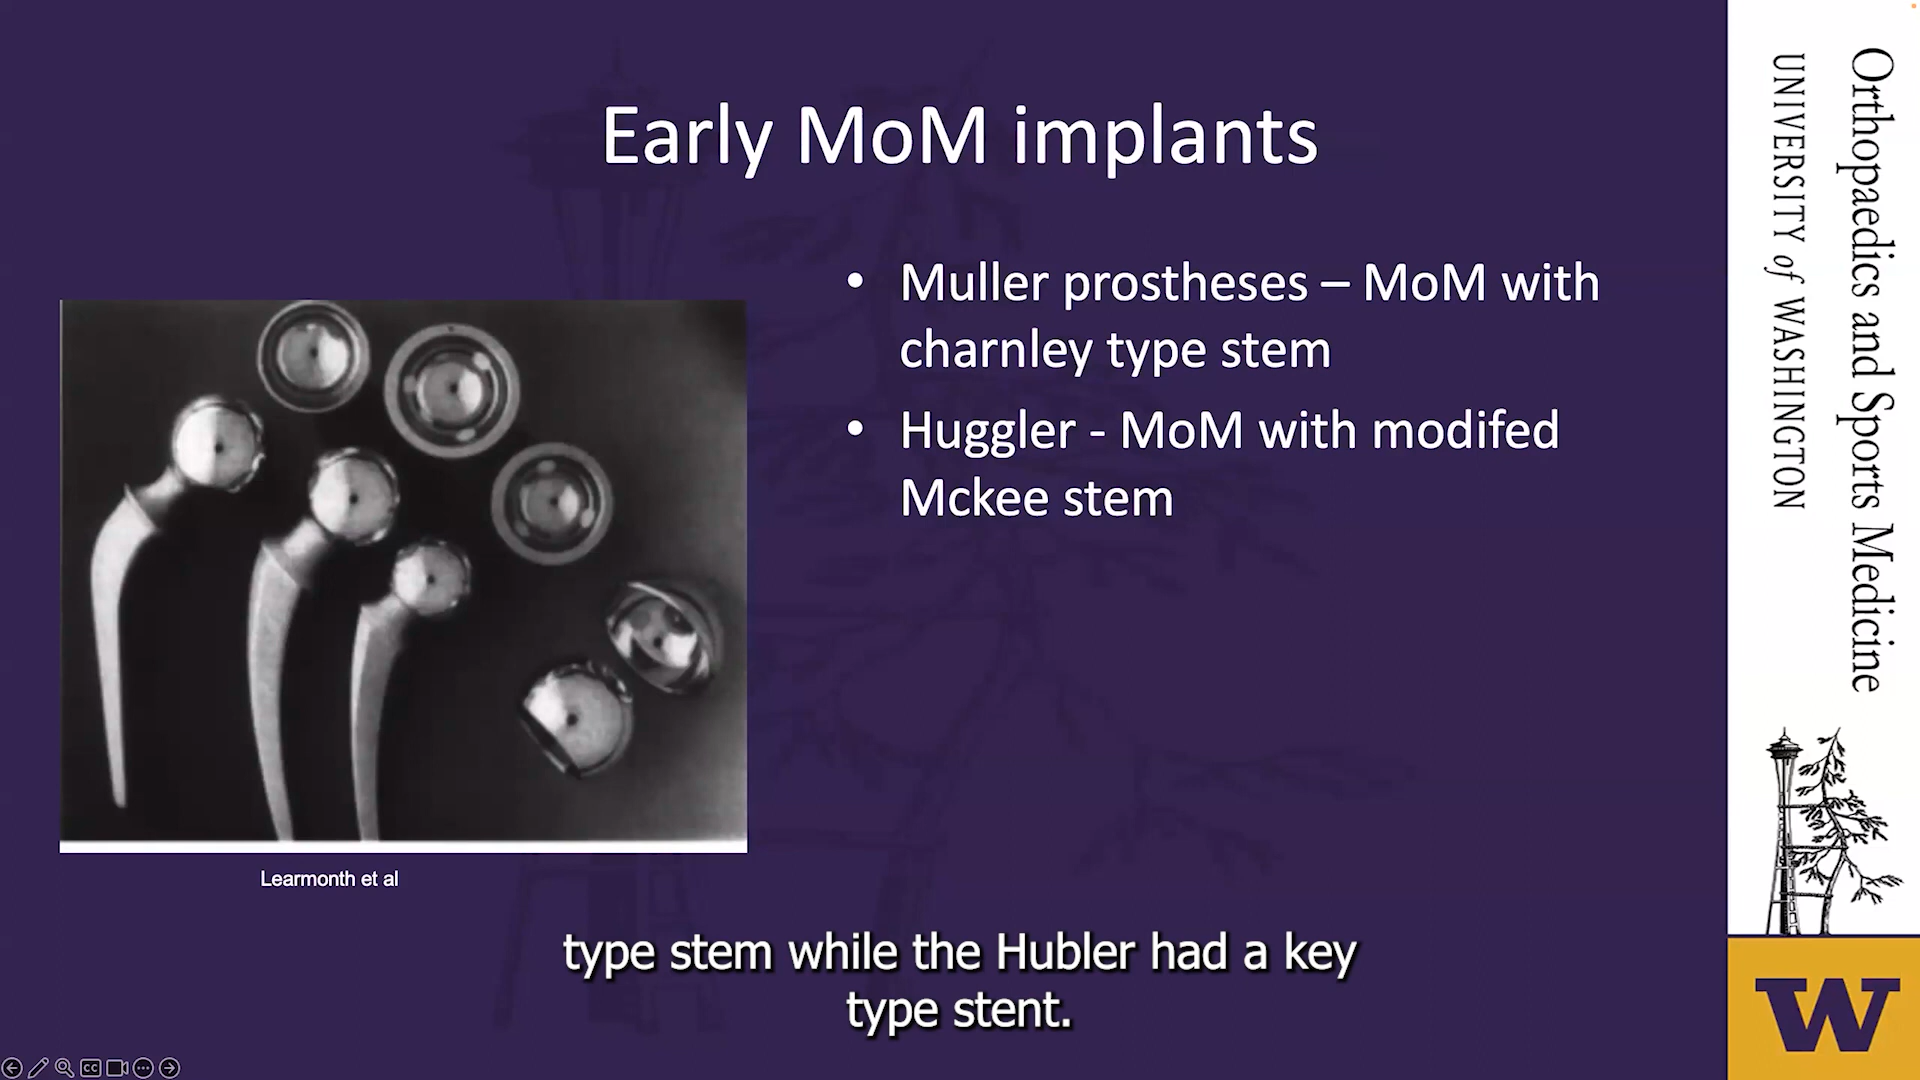 Early MoM implants
• Muller prostheses – MoM with
charnley type stem
• Huggler - MoM with modifed
Mckee stem
Learmonth et al
type stem while the Hubler had a key
type stent.
Orthopaedics and Sports Medicine
UNIVERSITY of WASHINGTON
W
CC